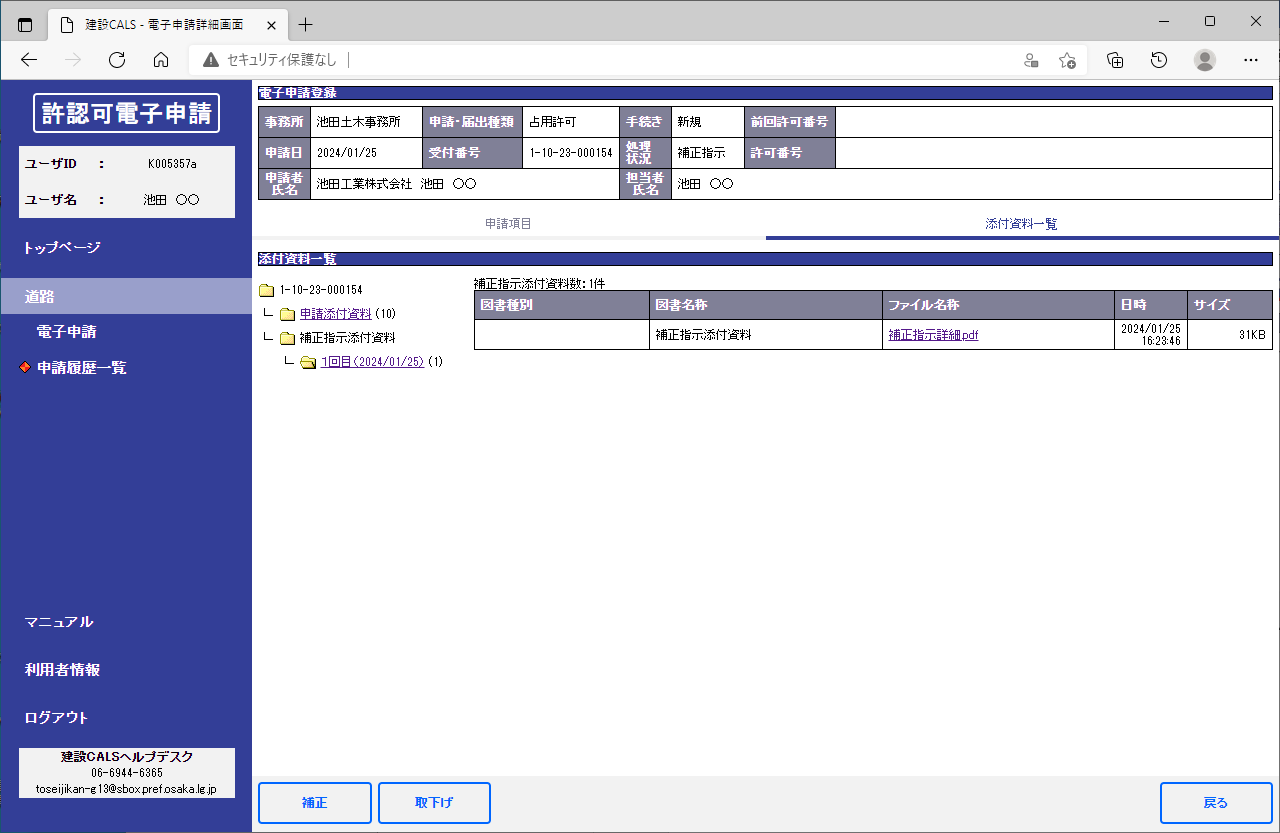 建設CALS - 電子申請詳細画面
セキュリティ保護なし
許認可電子申請
ユーザID : K005357a
ユーザ名 : 池田 〇〇
トップページ
道路
電子申請
申請履歴一覧
マニュアル
利用者情報
ログアウト
建設CALSヘルプデスク
06-6944-6365
toseijikan-g13@sbox.pref.osaka.lg.jp
電子申請登録
事務所 池田土木事務所 申請・届出種類 占用許可 手続き 新規 前回許可番号
申請日 2024/01/25 受付番号 1-10-23-000154 処理状況 補正指示 許可番号
申請者氏名 池田工業株式会社 池田 〇〇 担当者氏名 池田 〇〇
申請項目 添付資料一覧
添付資料一覧
1-10-23-000154
申請添付資料 (10)
補正指示添付資料
1回目(2024/01/25) (1)
補正指示添付資料数:1件
図書種別 図書名称 ファイル名称 日時 サイズ
補正指示添付資料 補正指示詳細.pdf 2024/01/25 16:23:46 31KB
補正 取下げ 戻る